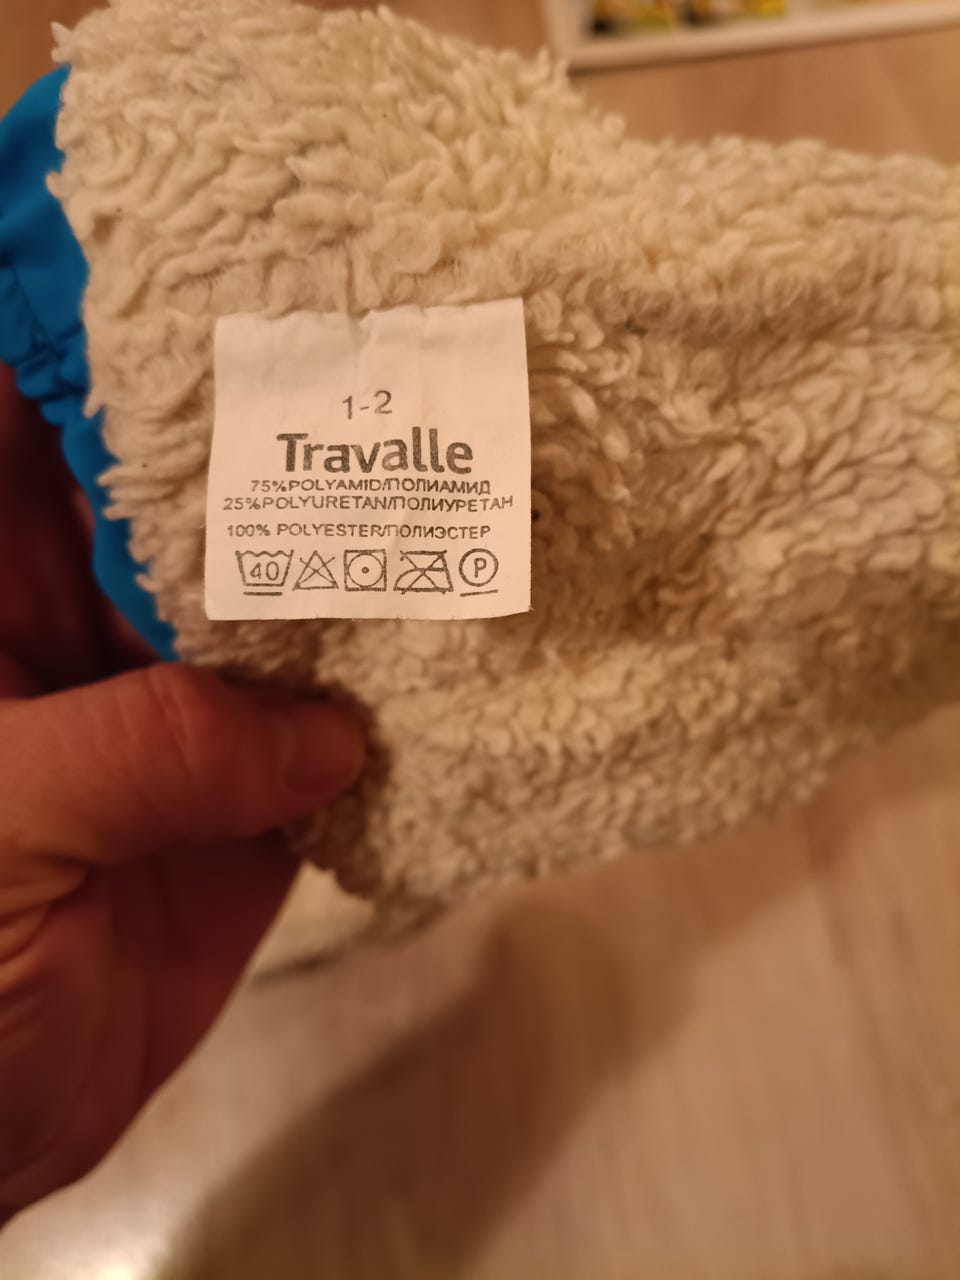 1-2
Travalle
75%POLYAMID/ПОЛИАМИД
25%POLYURETAN/ПОЛИУРЕТАН
100% POLYESTER/ПОЛИЭСТЕР
40 P